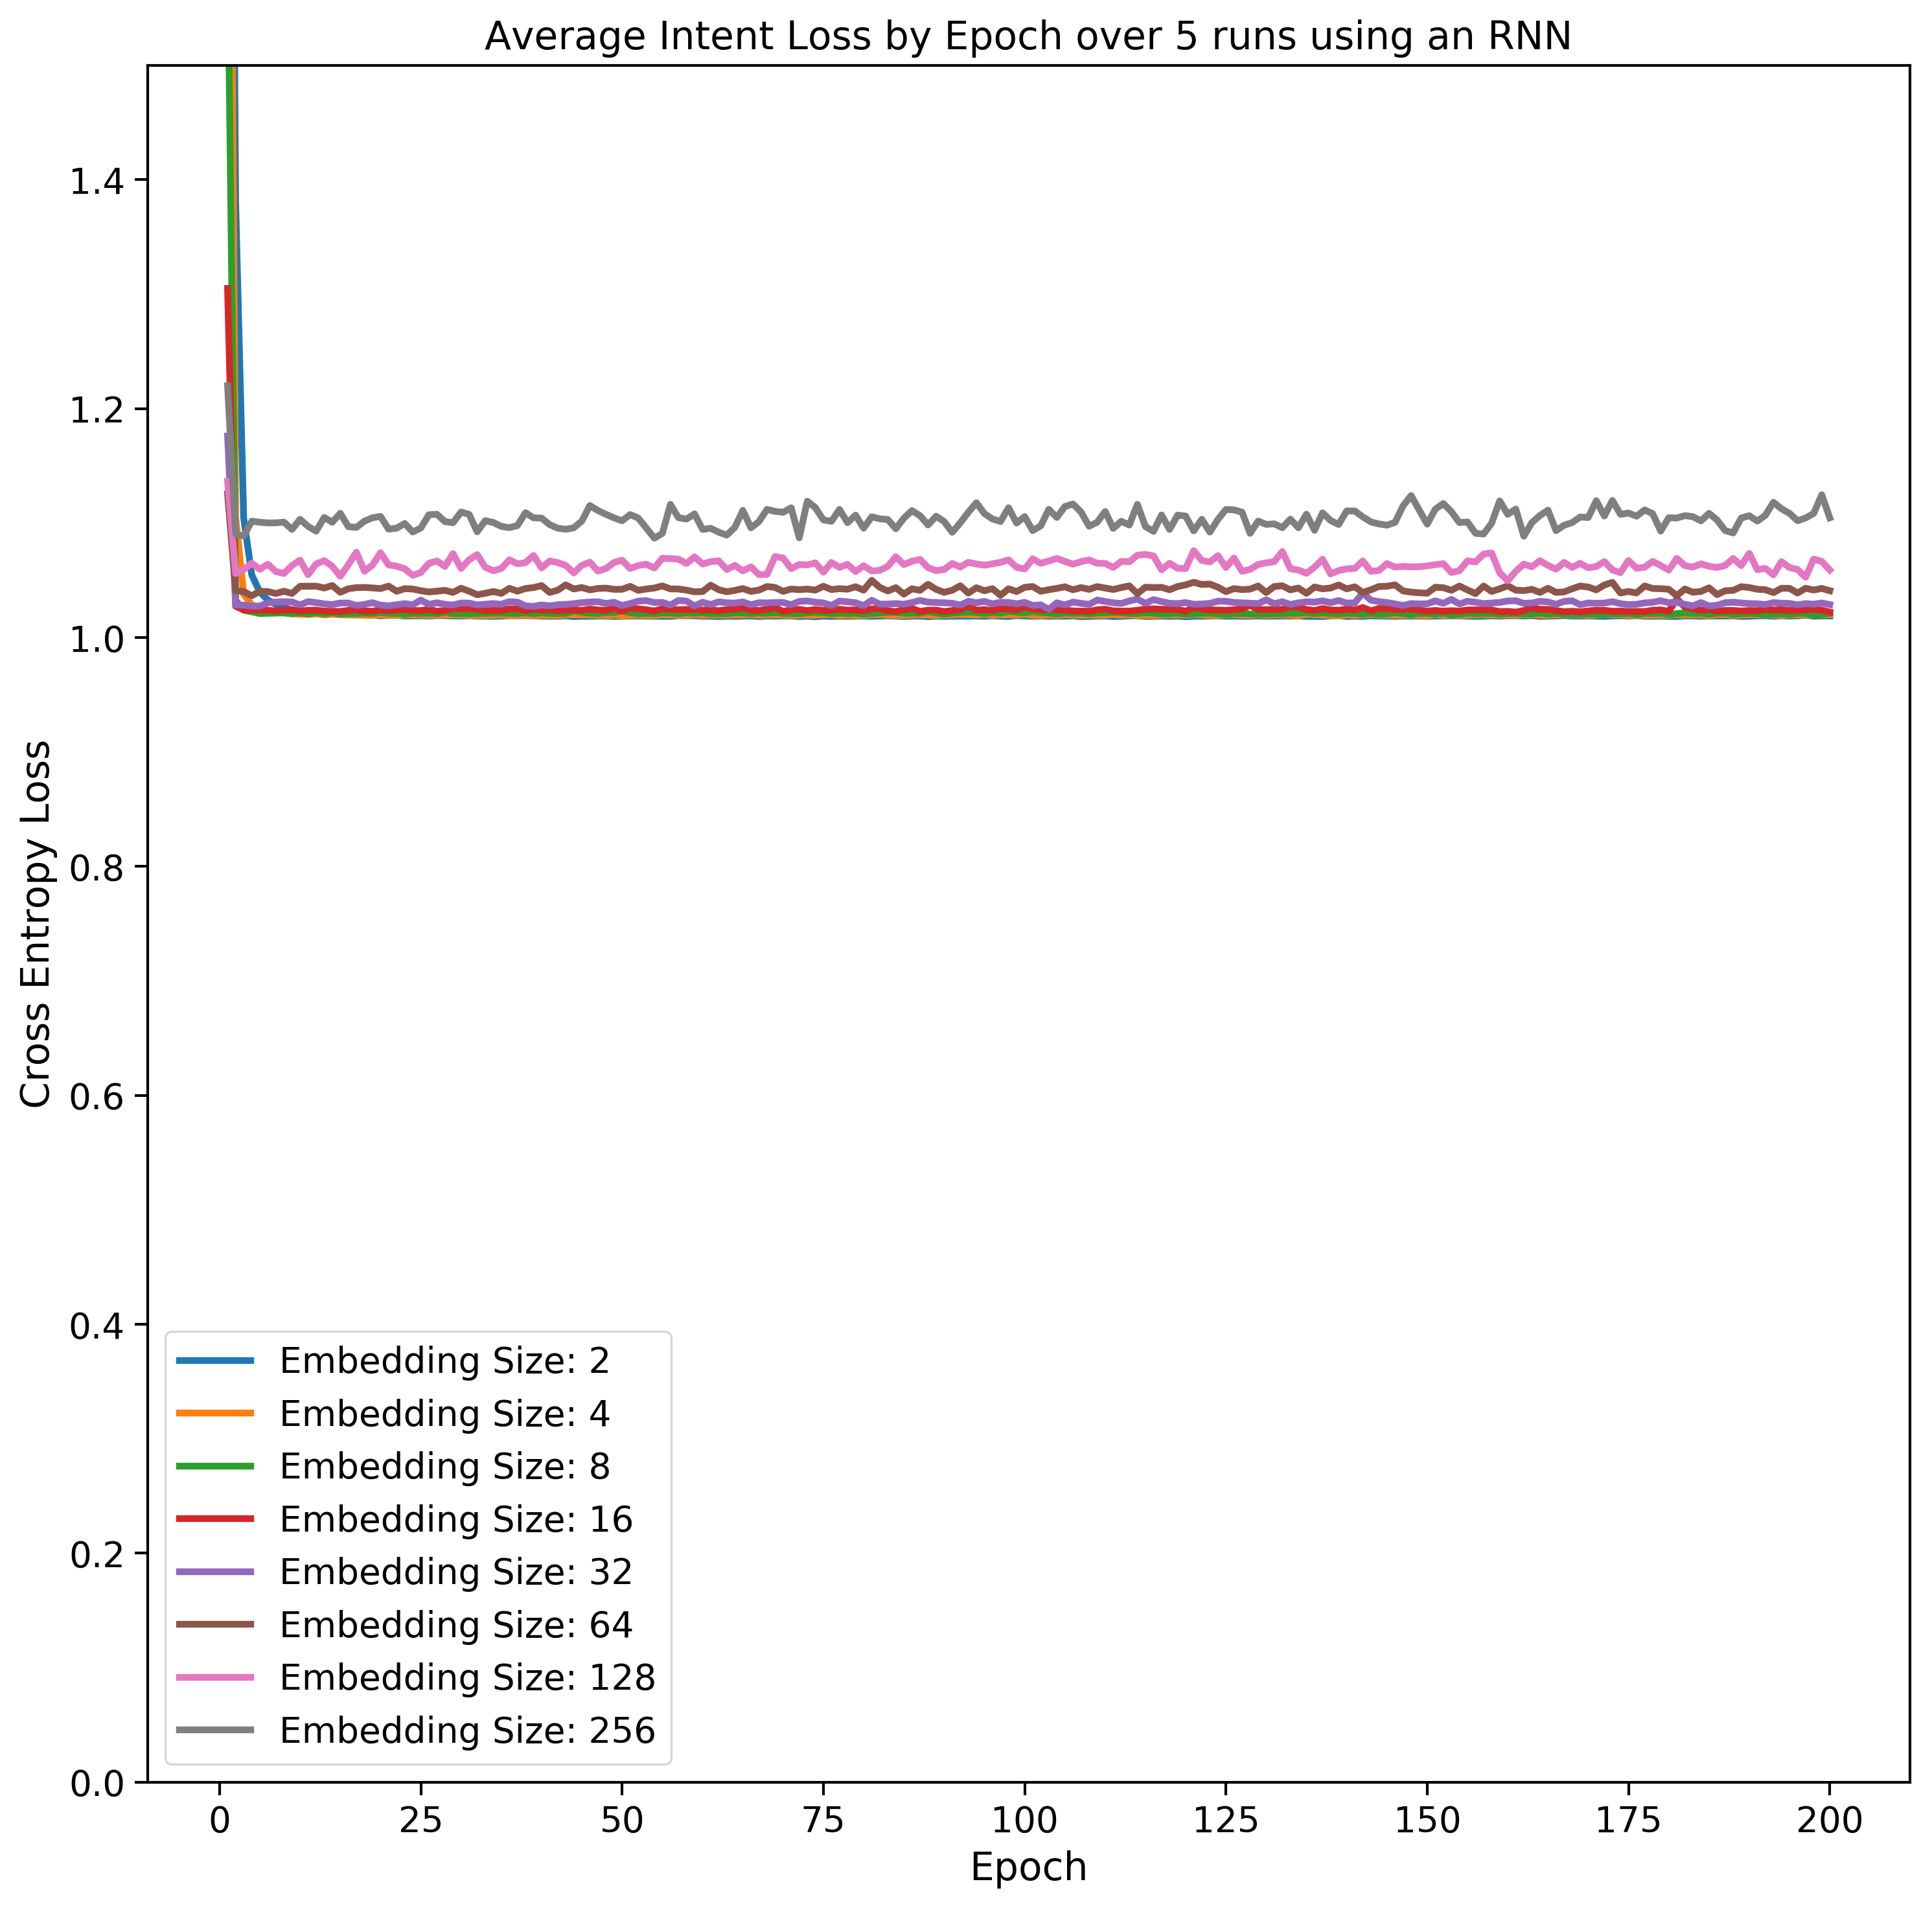 Average Intent Loss by Epoch over 5 runs using an RNN
Cross Entropy Loss
1.4
1.2
1.0
0.8
0.6
0.4
0.2
0.0
Embedding Size: 2
Embedding Size: 4
Embedding Size: 8
Embedding Size: 16
Embedding Size: 32
Embedding Size: 64
Embedding Size: 128
Embedding Size: 256
0 25 50 75 100 125 150 175 200
Epoch